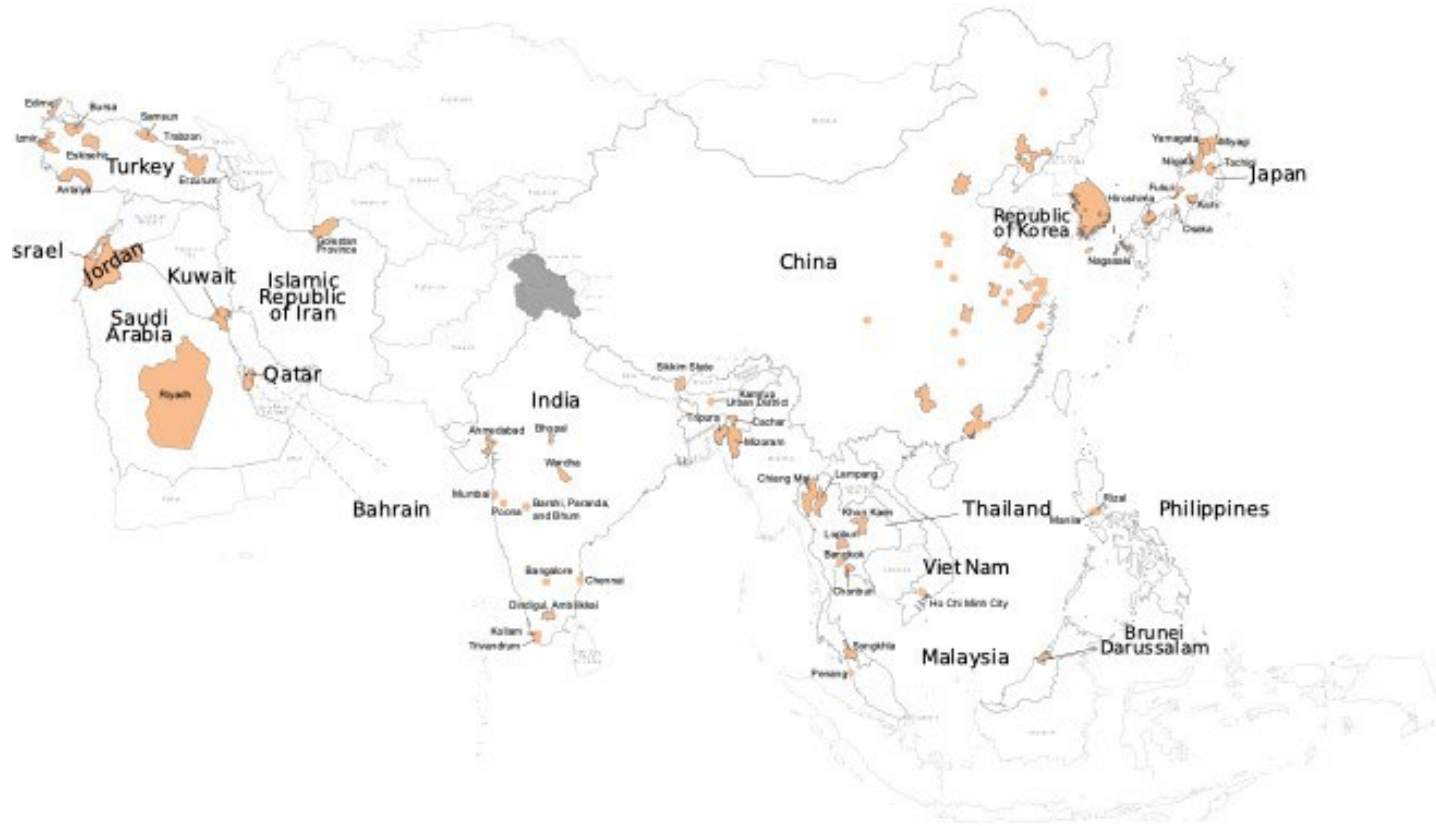 Edirne
Bursa
Samsun
Trabzon
Izmir
Eskisehir
Turkey
Erzurum
Antalya
srael
Jordan
Kuwait
Golestan
Province
Islamic
Republic
of Iran
Saudi
Arabia
Riyadh
Qatar
Bahrain
India
Sikkim State
Kamrup
Urban District
Tripura
Cachar
Mizoram
Ahmedabad
Bhopal
Wardha
Mumbai
Poona
Barshi, Paranda,
and Bhum
Bangalore
Chennai
Dindigul, Ambilikkai
Kollam
Trivandrum
China
Republic
of Korea
Yamagata
Miyagi
Niigata
Tochigi
Japan
Fukui
Hiroshima
Aichi
Osaka
Nagasaki
Chiang Mai
Lampang
Khon Kaen
Thailand
Lopburi
Bangkok
Chonburi
Viet Nam
Ho Chi Minh City
Rizal
Manila
Philippines
Songkhla
Penang
Malaysia
Brunei
Darussalam